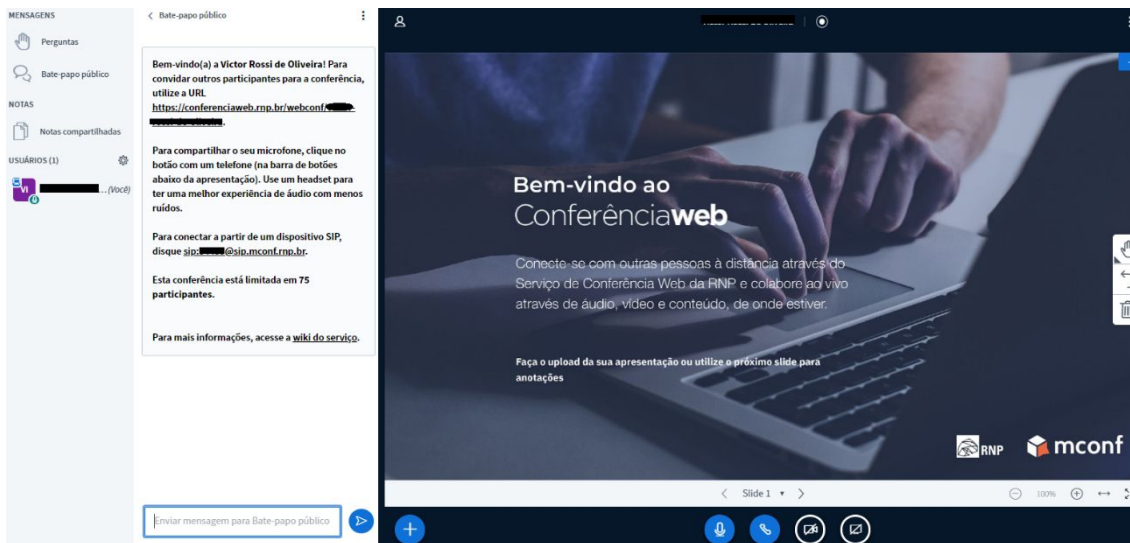 MENSAGENS
Perguntas
Bate-papo público
NOTAS
Notas compartilhadas
USUÁRIOS (1)
VI
... (Você)
Bate-papo público
Bem-vindo(a) a Victor Rossi de Oliveira! Para
convidar outros participantes para a conferência,
utilize a URL
https://conferenciaweb.rnp.br/webconf/
Para compartilhar o seu microfone, clique no
botão com um telefone (na barra de botões
abaixo da apresentação). Use um headset para
ter uma melhor experiência de áudio com menos
ruídos.
Para conectar a partir de um dispositivo SIP,
disque sip: @sip.mconf.rnp.br.
Esta conferência está limitada em 75
participantes.
Para mais informações, acesse a wiki do serviço.
Enviar mensagem para Bate-papo público
Bem-vindo ao
Conferênciaweb
Conecte-se com outras pessoas à distância através do
Serviço de Conferência Web da RNP e colabore ao vivo
através de áudio, vídeo e conteúdo, de onde estiver.
Faça o upload da sua apresentação ou utilize o próximo slide para
anotações
RNP mconf
Slide 1
100%